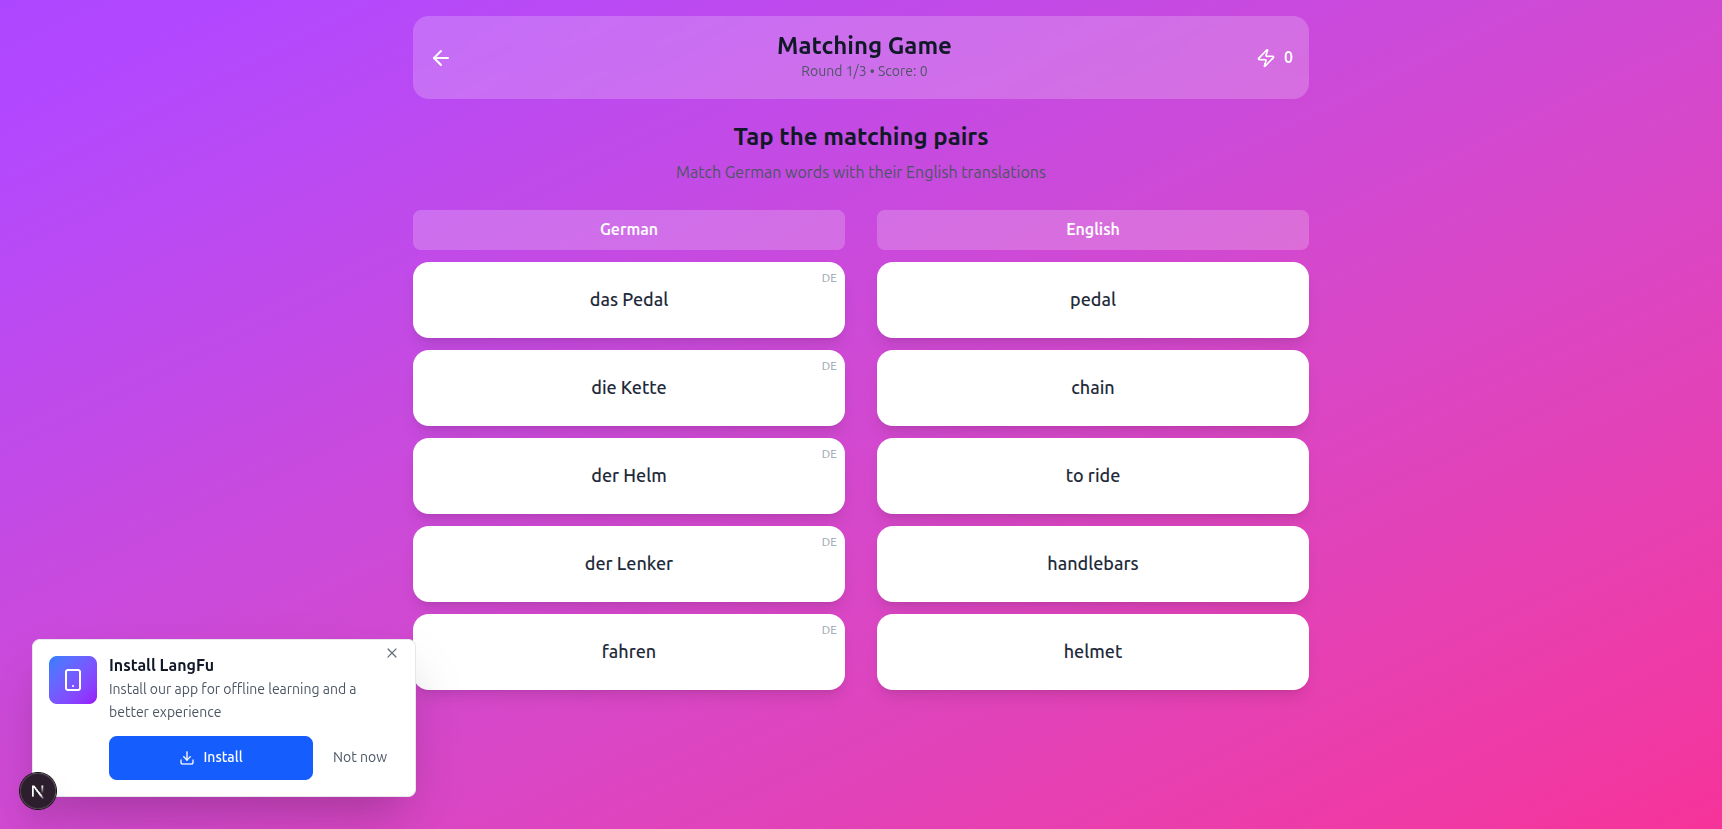 Matching Game
Round 1/3 • Score: 0
0
Tap the matching pairs
Match German words with their English translations
German
English
DE
das Pedal
pedal
DE
die Kette
chain
DE
der Helm
to ride
DE
der Lenker
handlebars
DE
fahren
helmet
Install LangFu
Install our app for offline learning and a
better experience
Install
Not now
N